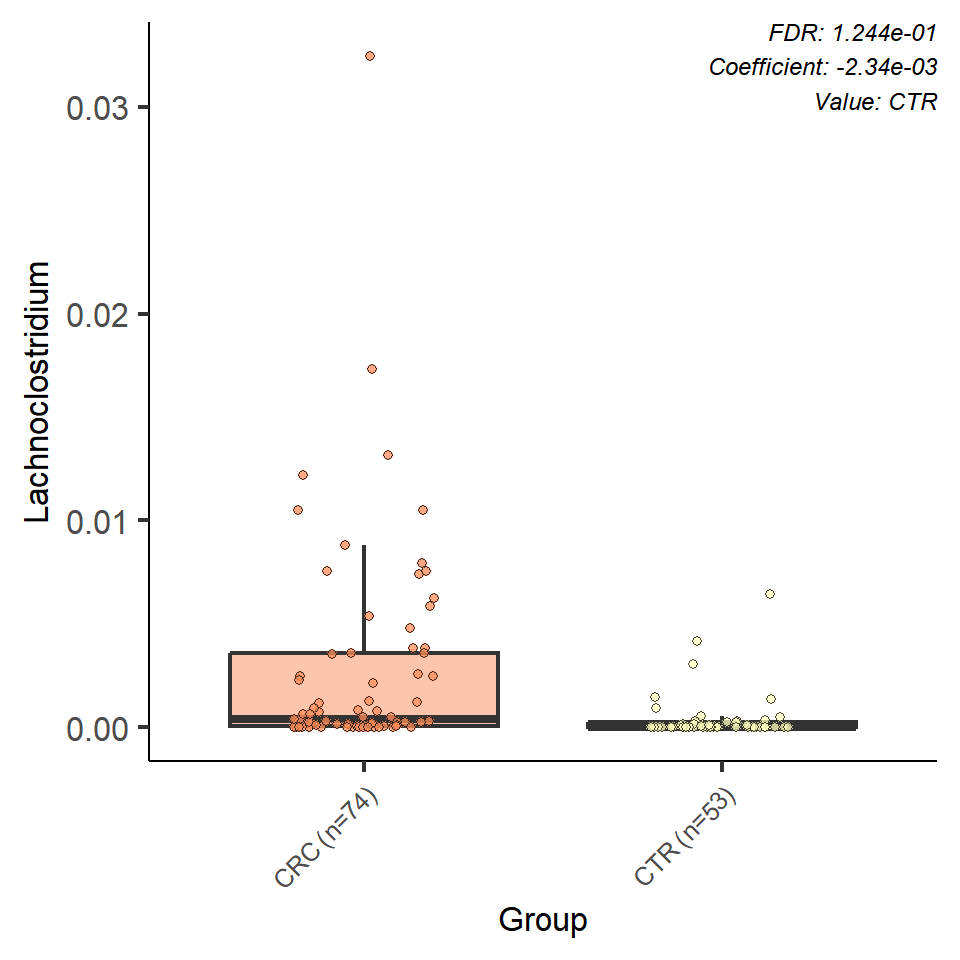 FDR: 1.244e-01
Coefficient: -2.34e-03
Value: CTR
Lachnoclostridium
0.03
0.02
0.01
0.00
CRC (n=74)
CTR (n=53)
Group